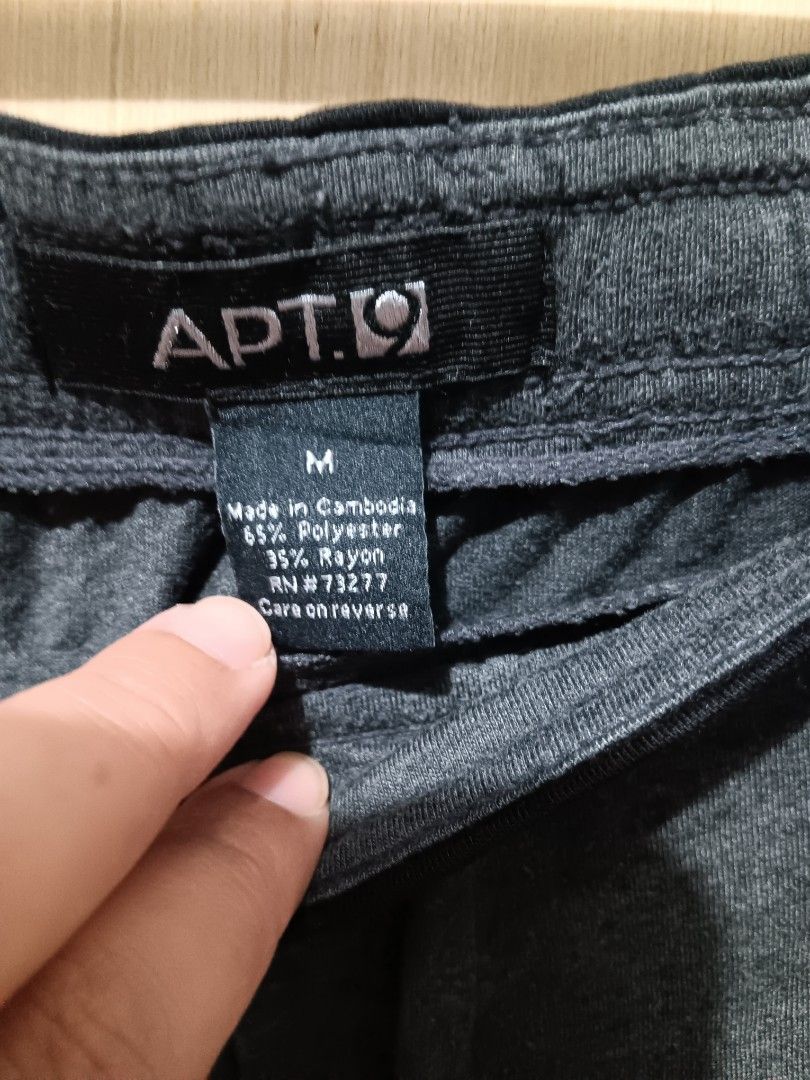 APT.9
M
Made in Cambodia
65% Polyester
35% Rayon
RN#73277
Care on reverse